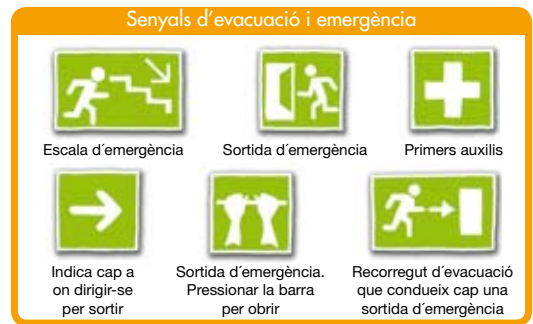 Senyals d'evacuació i emergència
Escala d´emergència
Sortida d´emergència
Primers auxilis
Indica cap a
on dirigir-se
per sortir
Sortida d´emergència.
Pressionar la barra
per obrir
Recorregut d´evacuació
que condueix cap una
sortida d´emergència